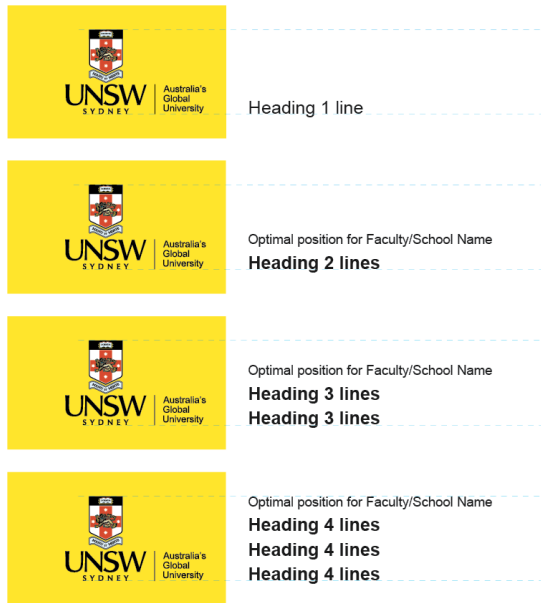 UNSW
SYDNEY
Australia's
Global
University
Heading 1 line
UNSW
SYDNEY
Australia's
Global
University
Optimal position for Faculty/School Name
Heading 2 lines
UNSW
SYDNEY
Australia's
Global
University
Optimal position for Faculty/School Name
Heading 3 lines
Heading 3 lines
UNSW
SYDNEY
Australia's
Global
University
Optimal position for Faculty/School Name
Heading 4 lines
Heading 4 lines
Heading 4 lines